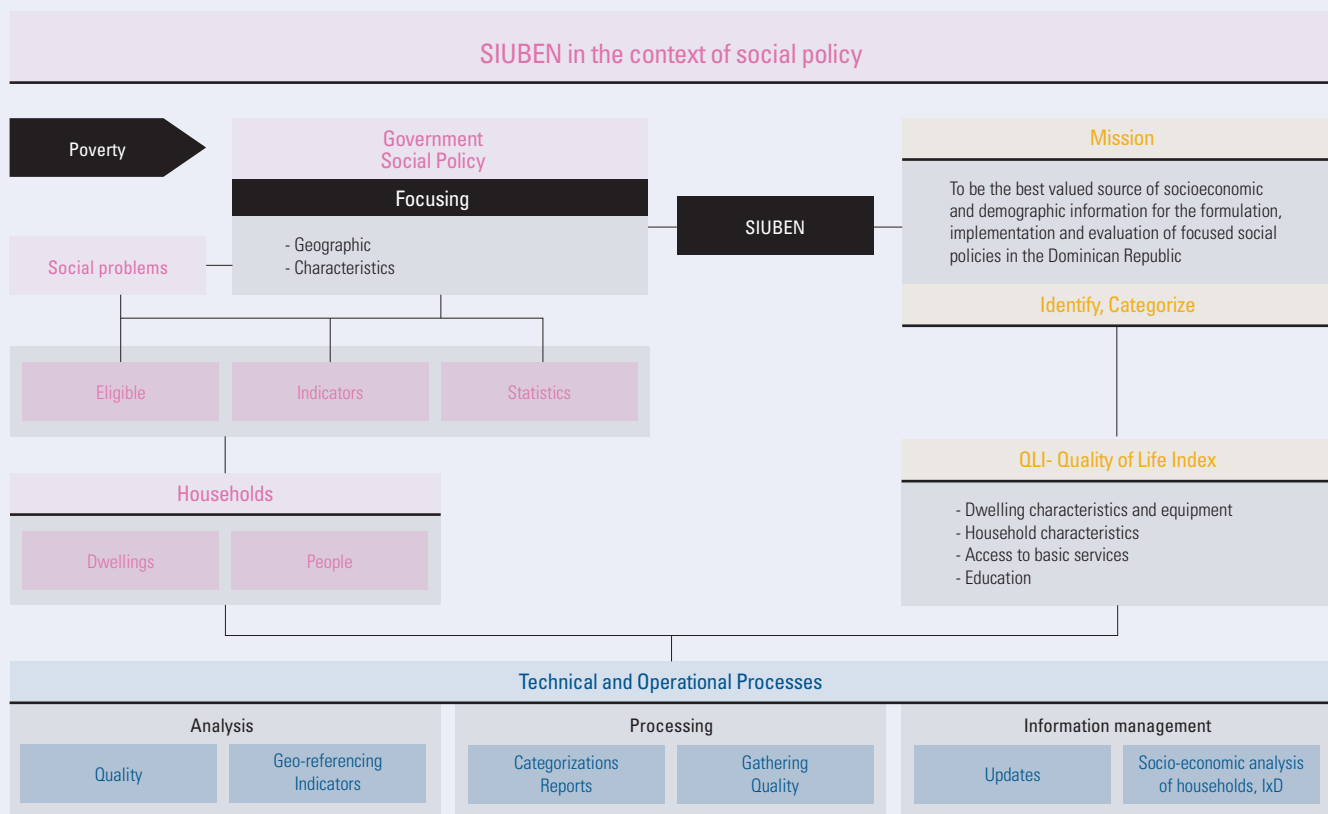 SIUBEN in the context of social policy
Poverty
Government
Social Policy
Focusing
- Geographic
- Characteristics
Social problems
SIUBEN
Mission
To be the best valued source of socioeconomic
and demographic information for the formulation,
implementation and evaluation of focused social
policies in the Dominican Republic
Identify, Categorize
Eligible
Indicators
Statistics
Households
Dwellings
People
QLI- Quality of Life Index
- Dwelling characteristics and equipment
- Household characteristics
- Access to basic services
- Education
Technical and Operational Processes
Analysis
Quality
Geo-referencing
Indicators
Processing
Categorizations
Reports
Gathering
Quality
Information management
Updates
Socio-economic analysis
of households, IxD